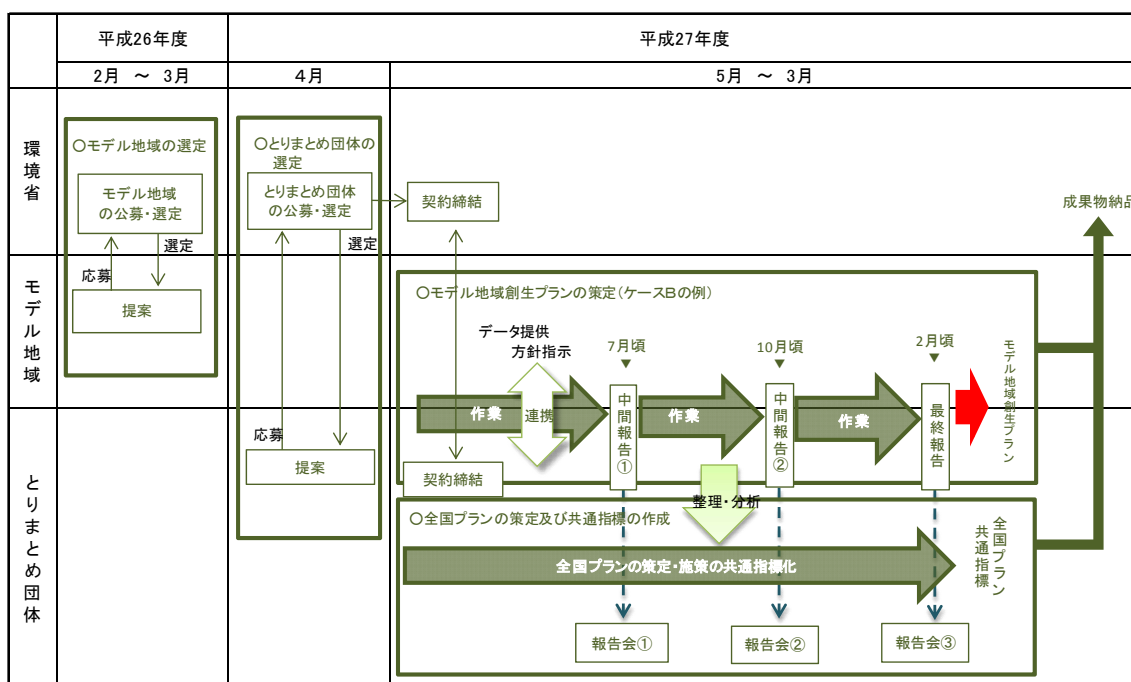 平成26年度
平成27年度
2月 ～ 3月
4月
5月 ～ 3月
環境省
モデル地域
とりまとめ団体
〇モデル地域の選定
モデル地域
の公募・選定
応募
選定
提案
〇とりまとめ団体の
選定
とりまとめ団体
の公募・選定
選定
応募
提案
契約締結
契約締結
成果物納品
〇モデル地域創生プランの策定(ケースBの例)
データ提供
方針指示
7月頃
10月頃
2月頃
作業
連携
中間報告①
作業
中間報告②
作業
最終報告
モデル地域創生プラン
整理・分析
〇全国プランの策定及び共通指標の作成
全国プランの策定・施策の共通指標化
全国プラン
共通指標
報告会①
報告会②
報告会③